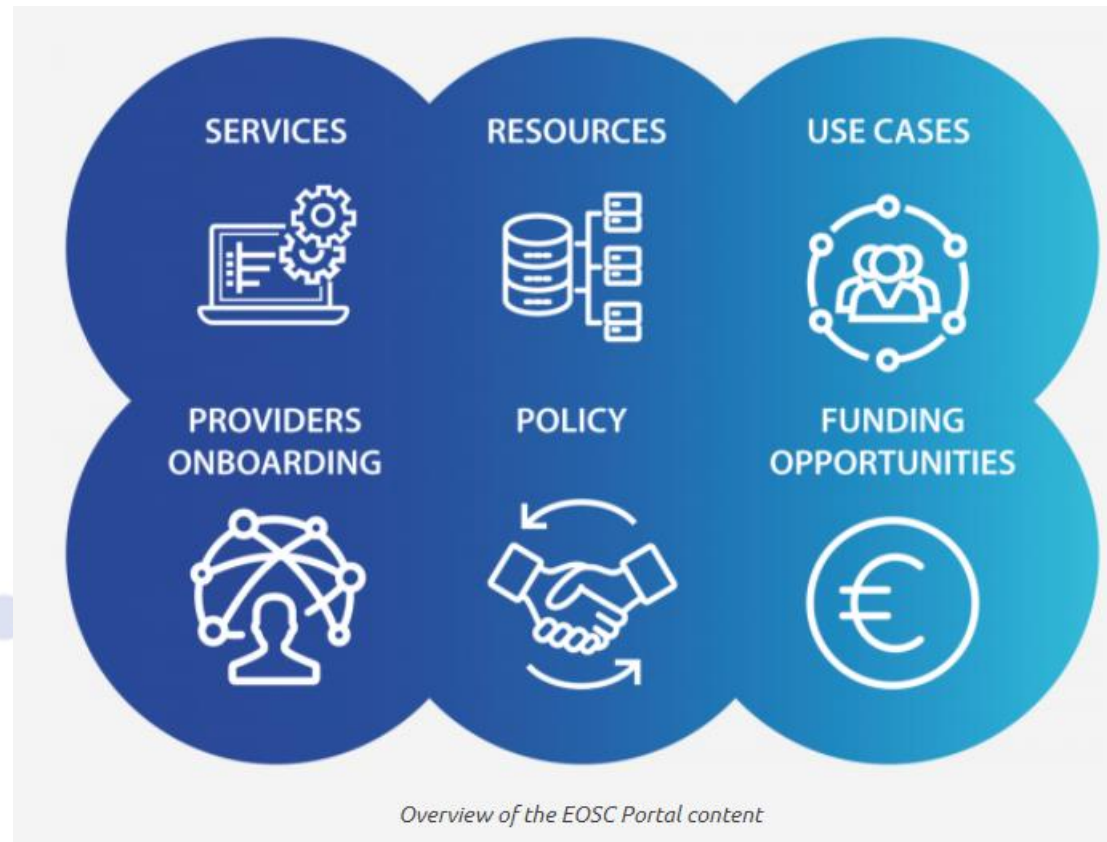 SERVICES
RESOURCES
USE CASES
PROVIDERS
ONBOARDING
POLICY
FUNDING
OPPORTUNITIES
Overview of the EOSC Portal content